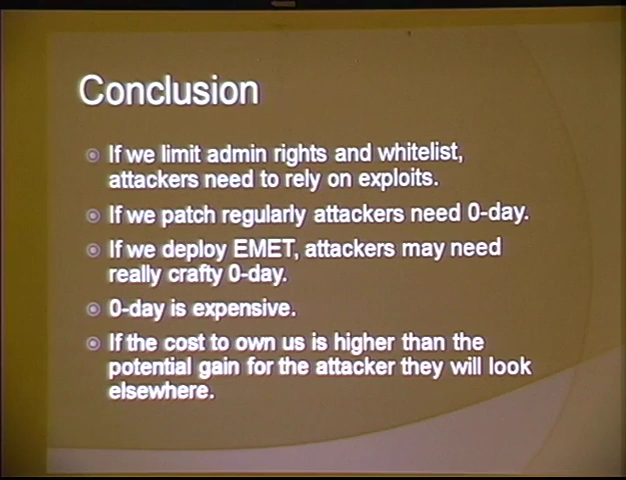 Conclusion
If we limit admin rights and whitelist,
attackers need to rely on exploits.
If we patch regularly attackers need 0-day.
If we deploy EMET, attackers may need
really crafty 0-day.
0-day is expensive.
If the cost to own us is higher than the
potential gain for the attacker they will look
elsewhere.